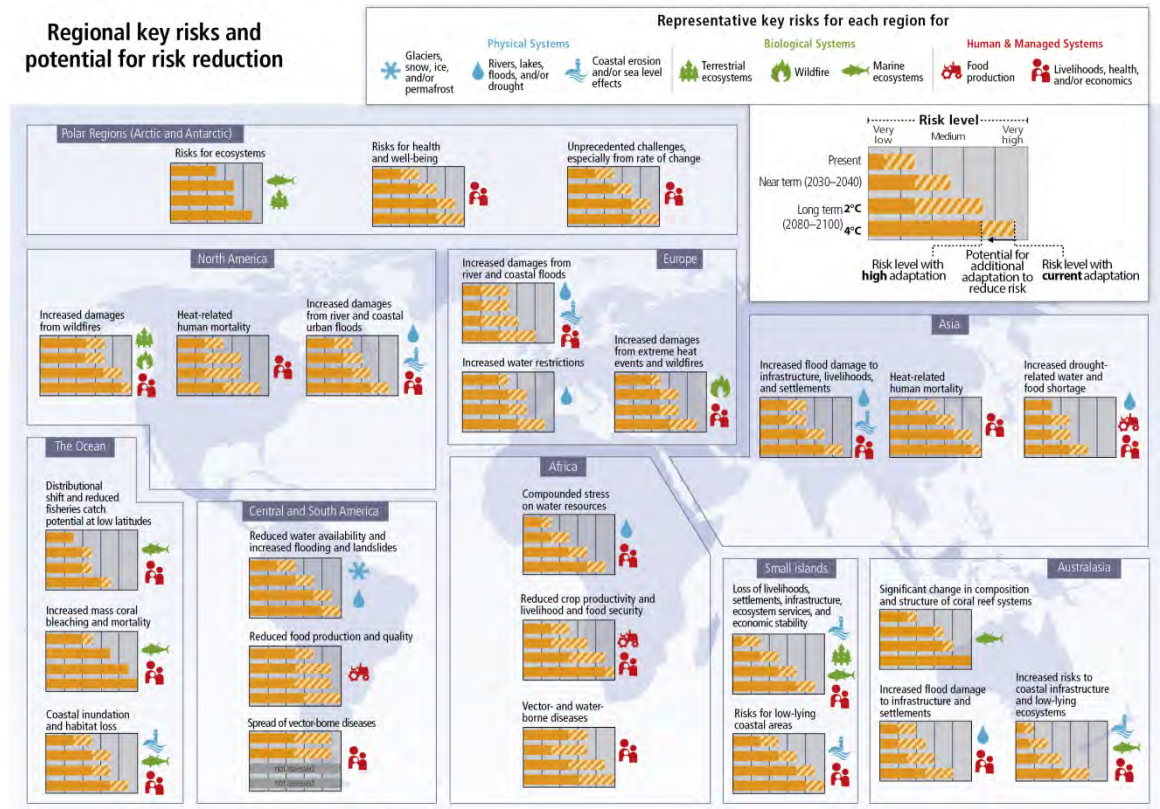 Regional key risks and
potential for risk reduction
Representative key risks for each region for
Physical Systems
Biological Systems
Human & Managed Systems
Glaciers,
snow, ice,
and/or
permafrost
Rivers, lakes,
floods, and/or
drought
Coastal erosion
and/or sea level
effects
Terrestrial
ecosystems
Wildfire
Marine
ecosystems
Food
production
Livelihoods, health,
and/or economics
Risk level
Very
low
Medium
Very
high
Present
Near term (2030–2040)
Long term 2°C
(2080–2100)
4°C
Risk level with
high adaptation
Potential for
additional
adaptation to
reduce risk
Risk level with
current adaptation
Polar Regions (Arctic and Antarctic)
Risks for ecosystems
Risks for health
and well-being
Unprecedented challenges,
especially from rate of change
North America
Increased damages
from wildfires
Heat-related
human mortality
Increased damages
from river and coastal
urban floods
Europe
Increased damages from
river and coastal floods
Increased water restrictions
Increased damages
from extreme heat
events and wildfires
Asia
Increased flood damage to
infrastructure, livelihoods,
and settlements
Heat-related
human mortality
Increased drought-
related water and
food shortage
The Ocean
Distributional
shift and reduced
fisheries catch
potential at low latitudes
Increased mass coral
bleaching and mortality
Coastal inundation
and habitat loss
Central and South America
Reduced water availability and
increased flooding and landslides
Reduced food production and quality
Spread of vector-borne diseases
not assessed
not assessed
Africa
Compounded stress
on water resources
Reduced crop productivity and
livelihood and food security
Vector- and water-
borne diseases
Small islands
Loss of livelihoods,
settlements, infrastructure,
ecosystem services, and
economic stability
Risks for low-lying
coastal areas
Australasia
Significant change in composition
and structure of coral reef systems
Increased flood damage
to infrastructure and
settlements
Increased risks to
coastal infrastructure
and low-lying
ecosystems